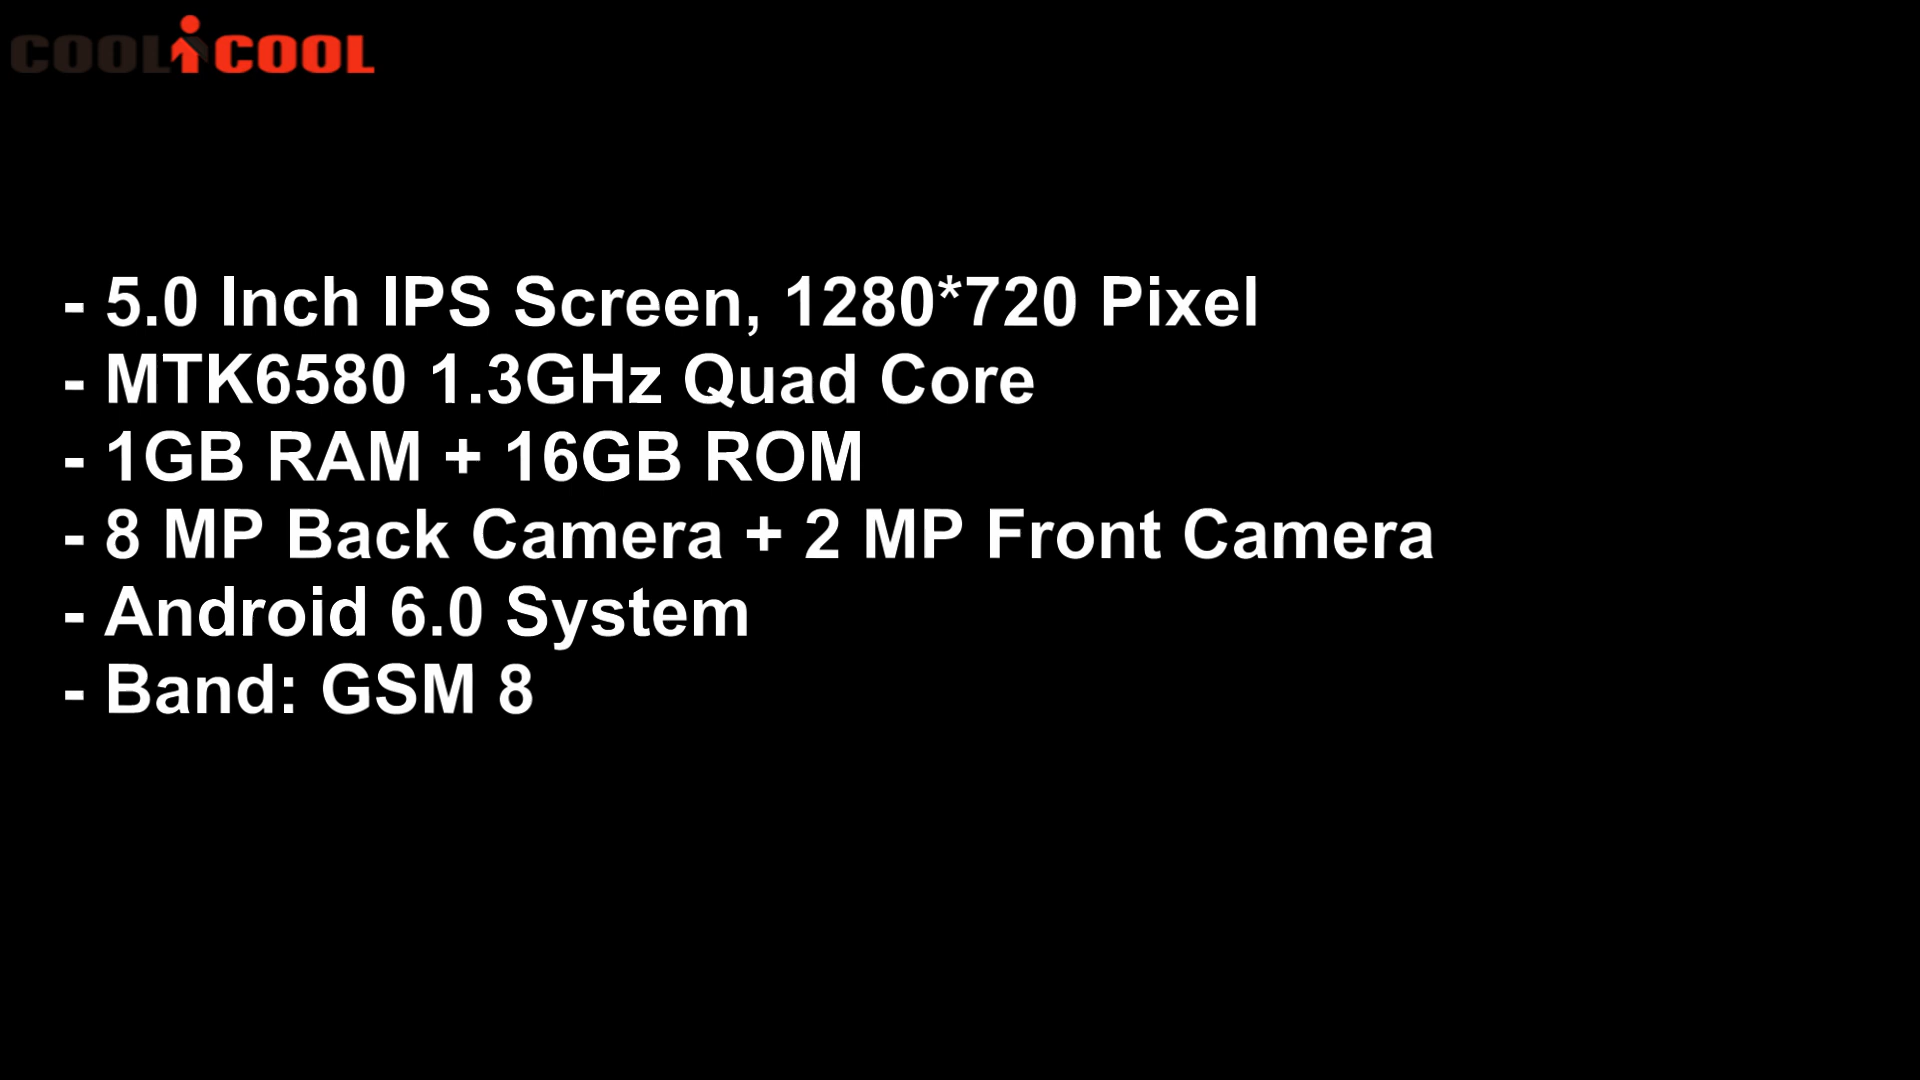 COOLiCOOL
- 5.0 Inch IPS Screen, 1280*720 Pixel
- MTK6580 1.3GHz Quad Core
- 1GB RAM + 16GB ROM
- 8 MP Back Camera + 2 MP Front Camera
- Android 6.0 System
- Band: GSM 8